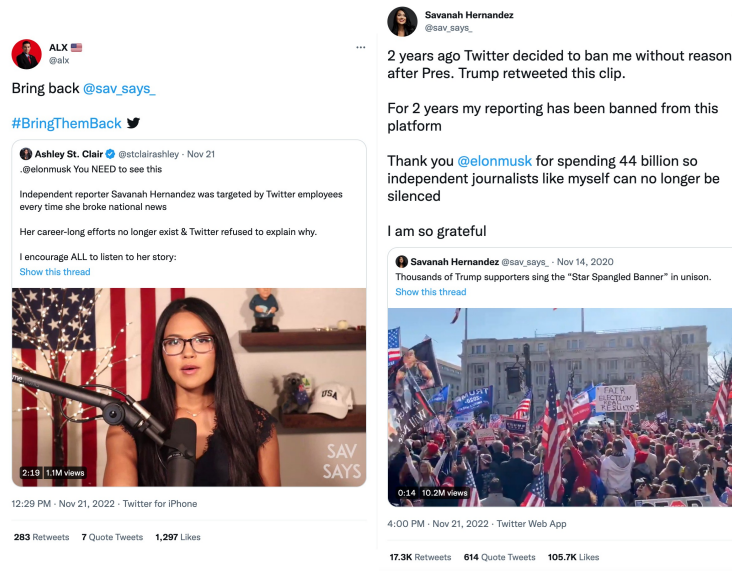 ALX 🇺🇸
@alx
Bring back @sav_says_
#BringThemBack
Ashley St. Clair @stclairashley · Nov 21
.@elonmusk You NEED to see this
Independent reporter Savanah Hernandez was targeted by Twitter employees
every time she broke national news
Her career-long efforts no longer exist & Twitter refused to explain why.
I encourage ALL to listen to her story:
Show this thread
USA
SAV
SAYS
2:19 1.1M views
12:29 PM · Nov 21, 2022 · Twitter for iPhone
283 Retweets 7 Quote Tweets 1,297 Likes
Savanah Hernandez
@sav_says_
2 years ago Twitter decided to ban me without reason
after Pres. Trump retweeted this clip.
For 2 years my reporting has been banned from this
platform
Thank you @elonmusk for spending 44 billion so
independent journalists like myself can no longer be
silenced
I am so grateful
Savanah Hernandez @sav_says_ · Nov 14, 2020
Thousands of Trump supporters sing the “Star Spangled Banner” in unison.
Show this thread
TRUMP
FAIR
ELECTION
REAL
RESULTS
TRUMP
0:14 10.2M views
4:00 PM · Nov 21, 2022 · Twitter Web App
17.3K Retweets 614 Quote Tweets 105.7K Likes